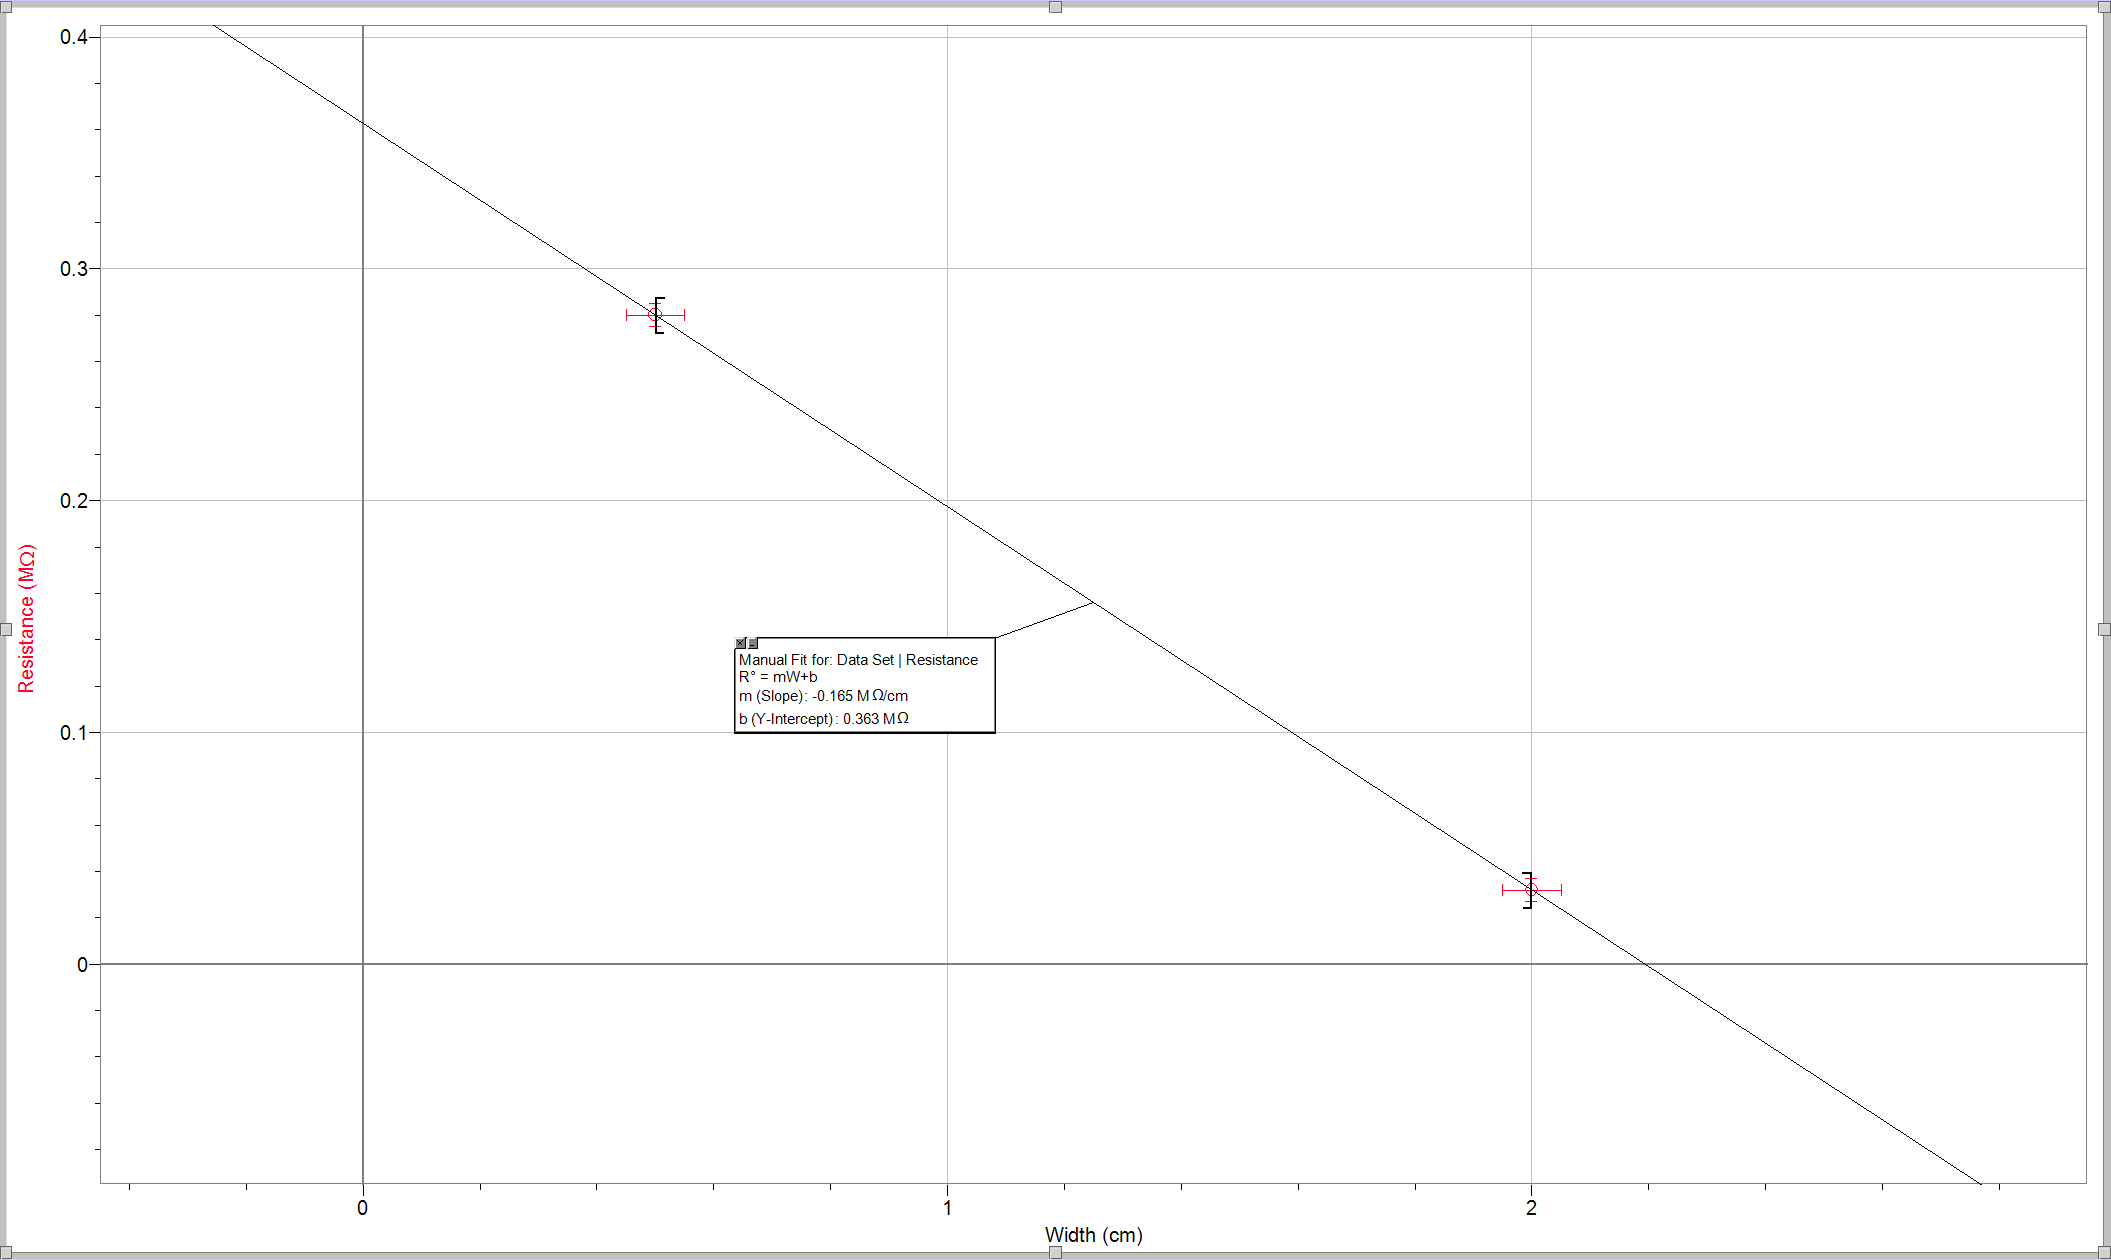 0.4
0.3
0.2
0.1
0
Resistance (MΩ)
Manual Fit for: Data Set | Resistance
R° = mW+b
m (Slope): -0.165 MΩ/cm
b (Y-Intercept): 0.363 MΩ
0
1
2
Width (cm)